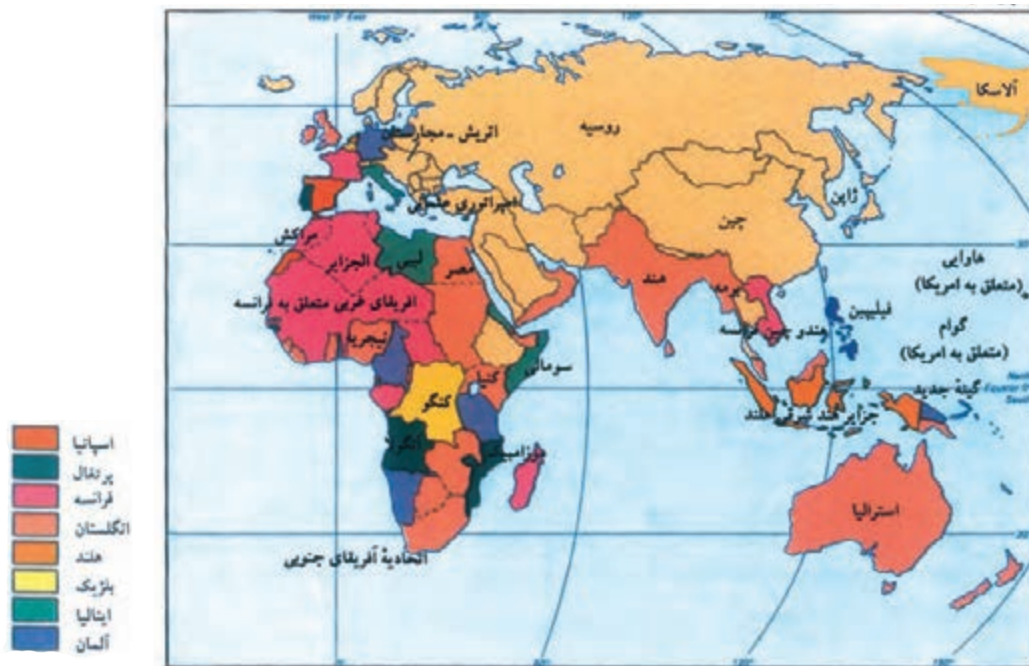 آلاسکا
روسیه
اتریش ـ مجارستان
امپراتوری عثمانی
ژاپن
چین
مراکش
الجزایر
لیبی
مصر
هند
برمه
هاوایی
(متعلق به امریکا)
افریقای غربی متعلق به فرانسه
هندو چین فرانسه
فیلیپین
گوام
(متعلق به امریکا)
نیجریه
سومالی
کنیا
کنگو
گینهٔ جدید
جزایر هند شرقی هلند
آنگولا
موزامبیک
استرالیا
اتحادیهٔ آفریقای جنوبی
اسپانیا
پرتغال
فرانسه
انگلستان
هلند
بلژیک
ایتالیا
آلمان